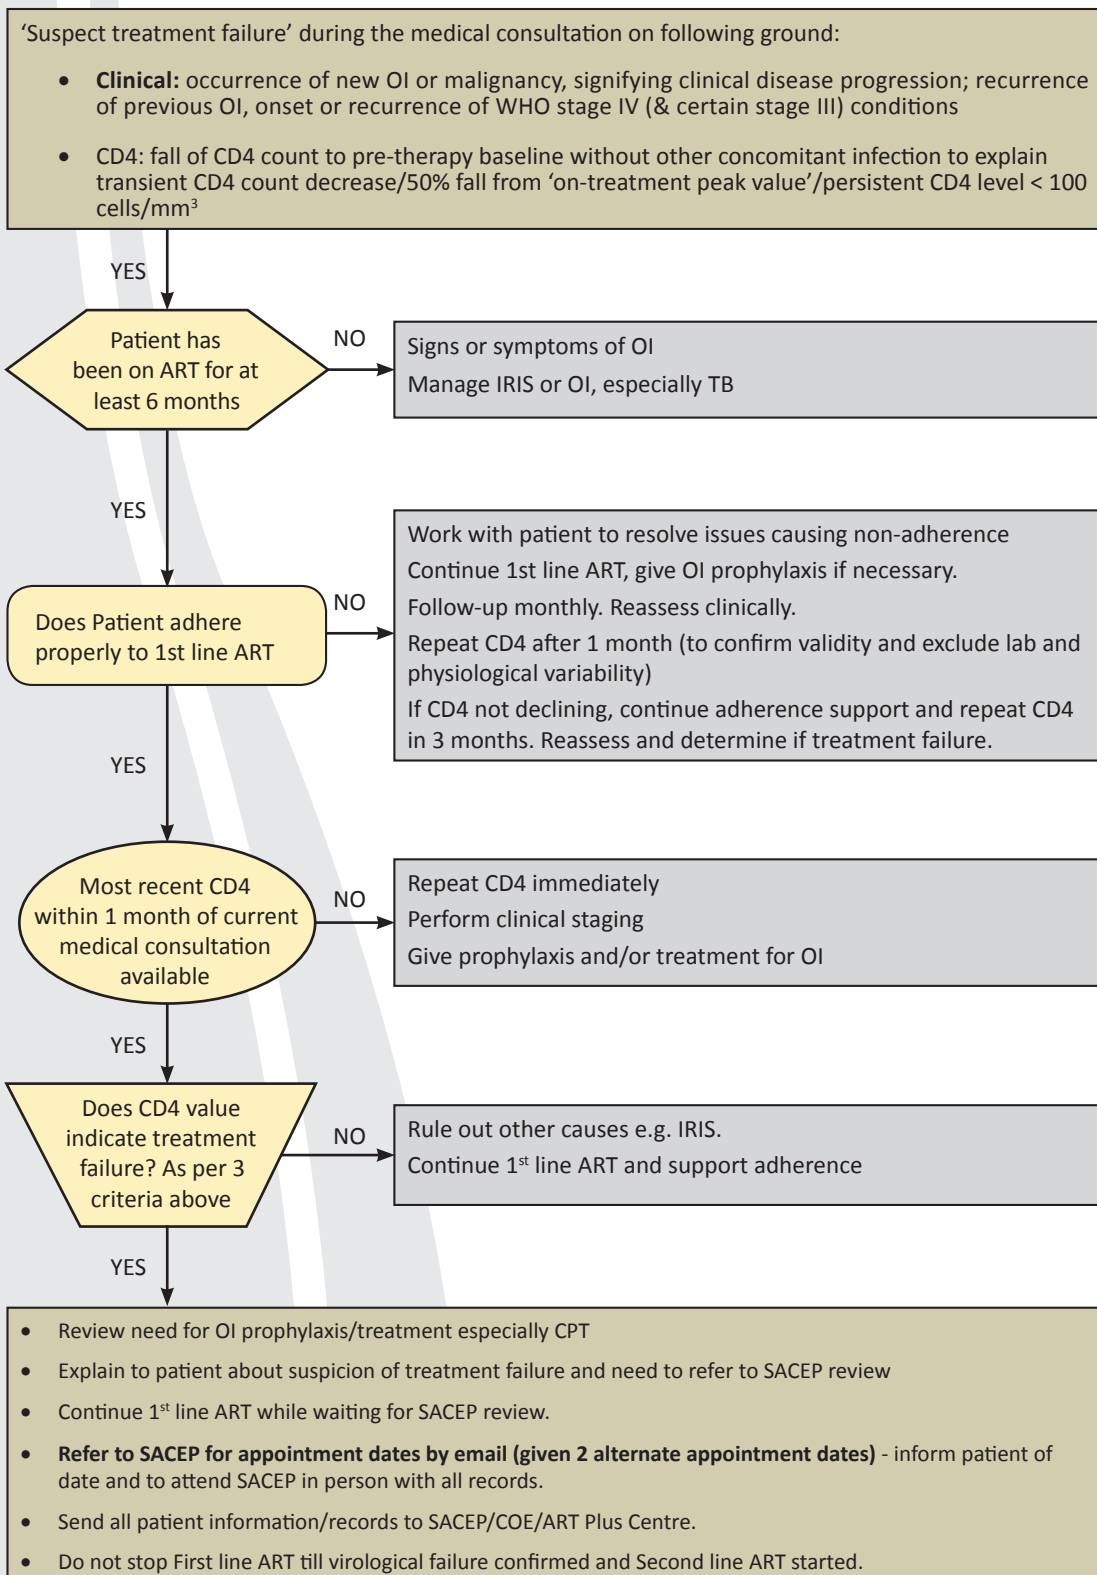 ‘Suspect treatment failure’ during the medical consultation on following ground:
• Clinical: occurrence of new OI or malignancy, signifying clinical disease progression; recurrence
of previous OI, onset or recurrence of WHO stage IV (& certain stage III) conditions
• CD4: fall of CD4 count to pre-therapy baseline without other concomitant infection to explain
transient CD4 count decrease/50% fall from ‘on-treatment peak value’/persistent CD4 level < 100
cells/mm³
YES
Patient has
been on ART for at
least 6 months
NO
Signs or symptoms of OI
Manage IRIS or OI, especially TB
YES
Does Patient adhere
properly to 1st line ART
NO
Work with patient to resolve issues causing non-adherence
Continue 1st line ART, give OI prophylaxis if necessary.
Follow-up monthly. Reassess clinically.
Repeat CD4 after 1 month (to confirm validity and exclude lab and
physiological variability)
If CD4 not declining, continue adherence support and repeat CD4
in 3 months. Reassess and determine if treatment failure.
YES
Most recent CD4
within 1 month of current
medical consultation
available
NO
Repeat CD4 immediately
Perform clinical staging
Give prophylaxis and/or treatment for OI
YES
Does CD4 value
indicate treatment
failure? As per 3
criteria above
NO
Rule out other causes e.g. IRIS.
Continue 1st line ART and support adherence
YES
• Review need for OI prophylaxis/treatment especially CPT
• Explain to patient about suspicion of treatment failure and need to refer to SACEP review
• Continue 1st line ART while waiting for SACEP review.
• Refer to SACEP for appointment dates by email (given 2 alternate appointment dates) - inform patient of
date and to attend SACEP in person with all records.
• Send all patient information/records to SACEP/COE/ART Plus Centre.
• Do not stop First line ART till virological failure confirmed and Second line ART started.